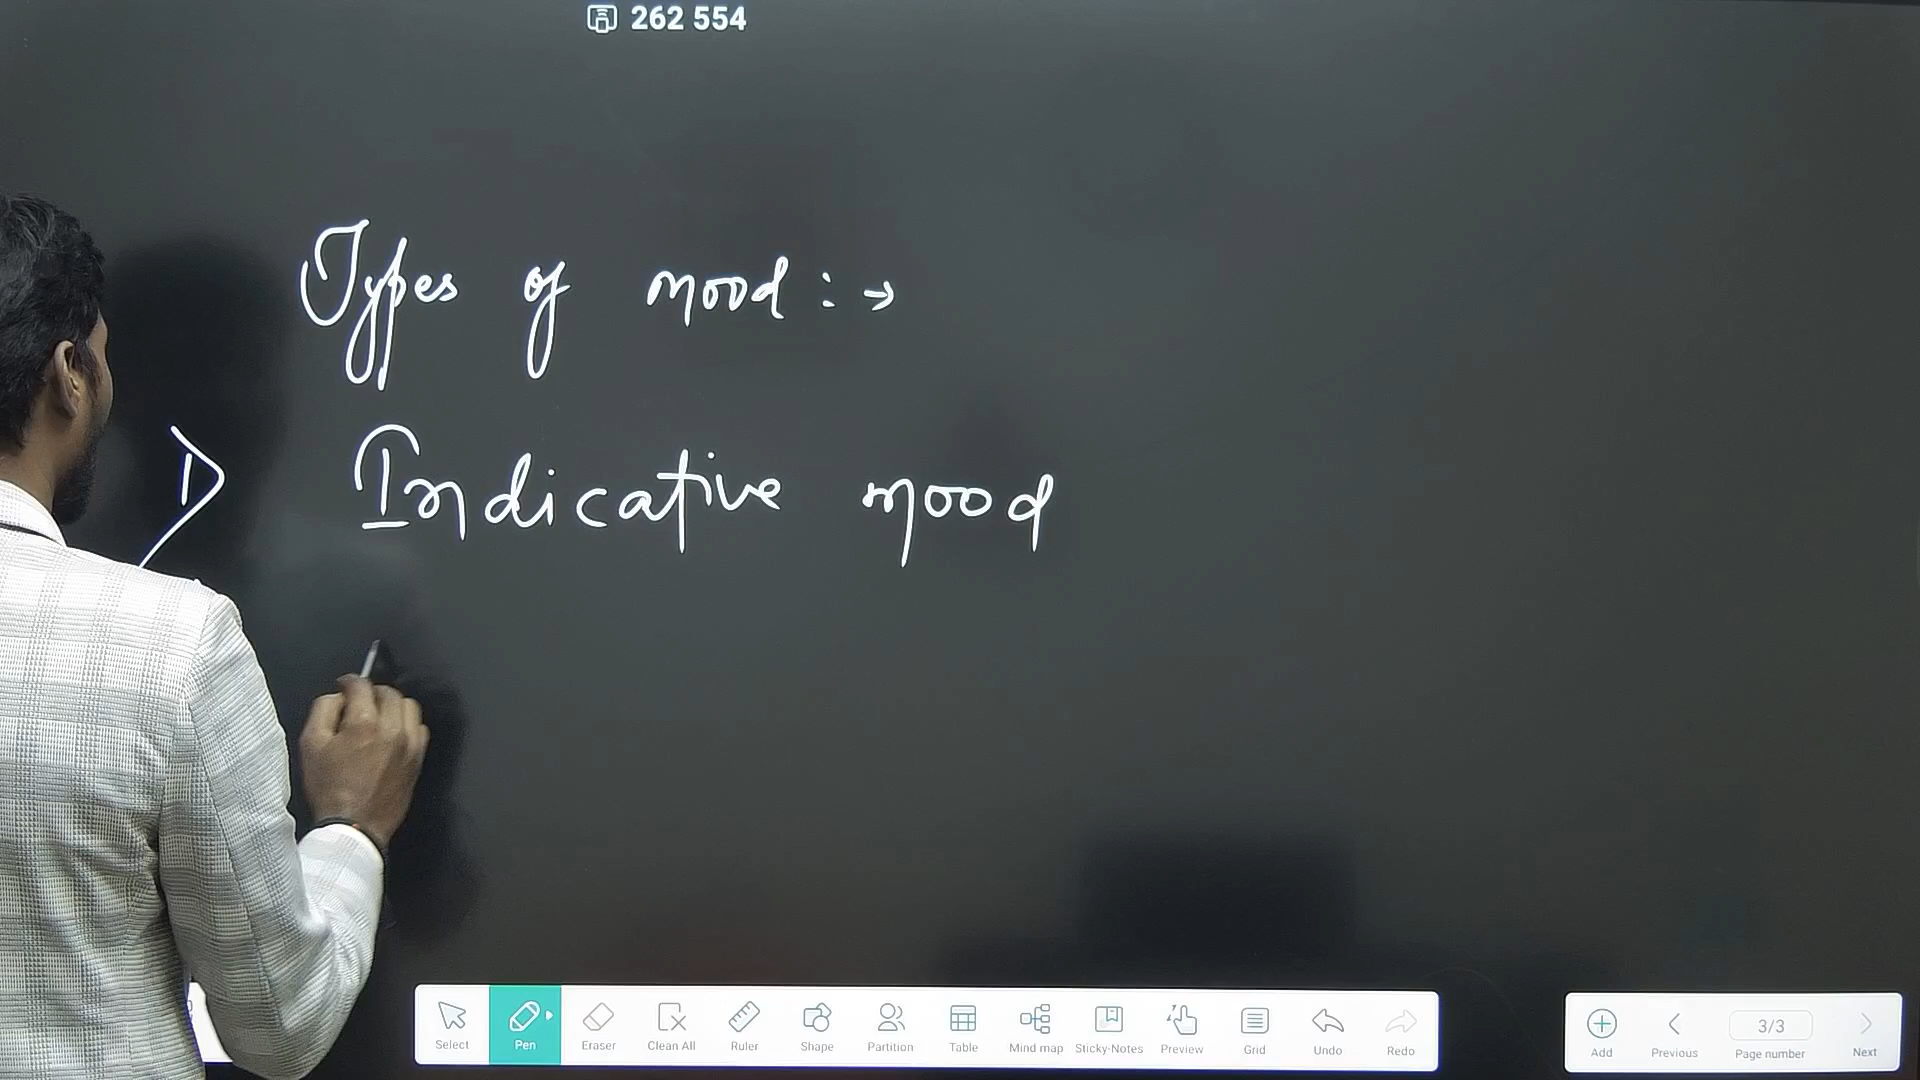 262 554
Types of mood :→
1) Indicative mood
Select Pen Eraser Clean All Ruler Shape Partition Table Mind map Sticky-Notes Preview Grid Undo Redo
Add Previous 3/3 Page number Next